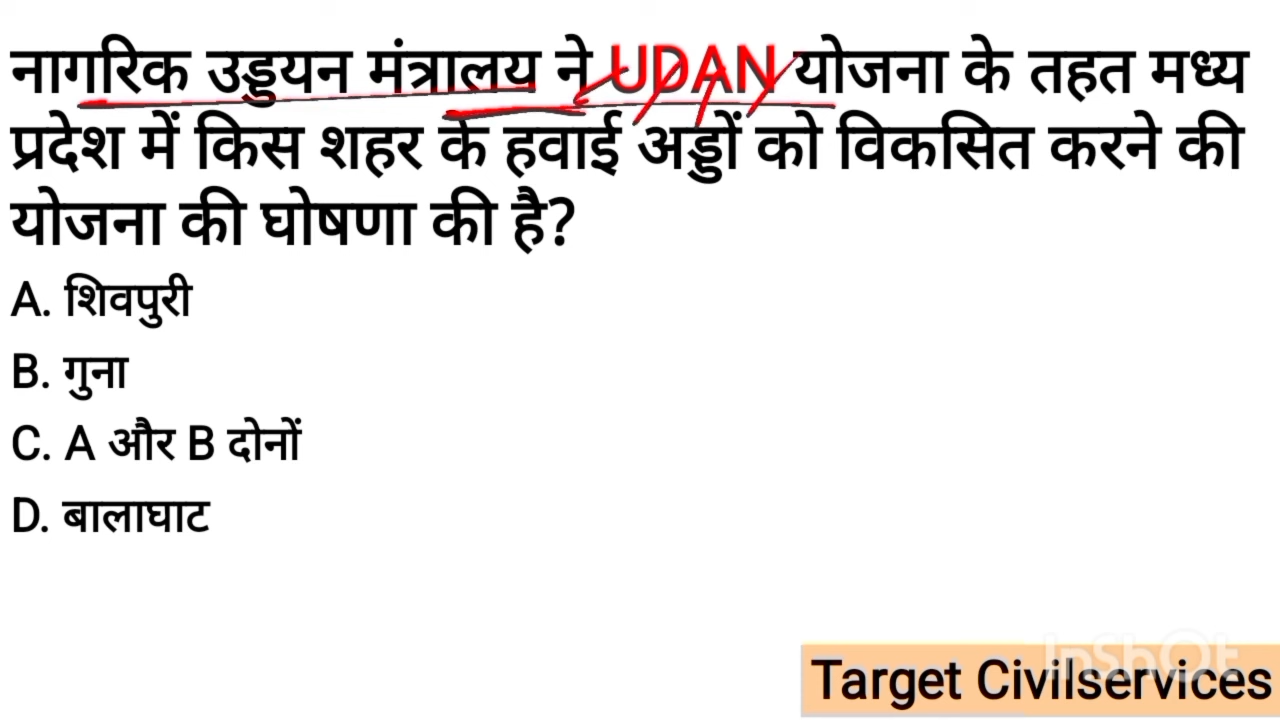 नागरिक उड्डयन मंत्रालय ने UDAN योजना के तहत मध्य
प्रदेश में किस शहर के हवाई अड्डों को विकसित करने की
योजना की घोषणा की है?
A. शिवपुरी
B. गुना
C. A और B दोनों
D. बालाघाट
InShOt
Target Civilservices